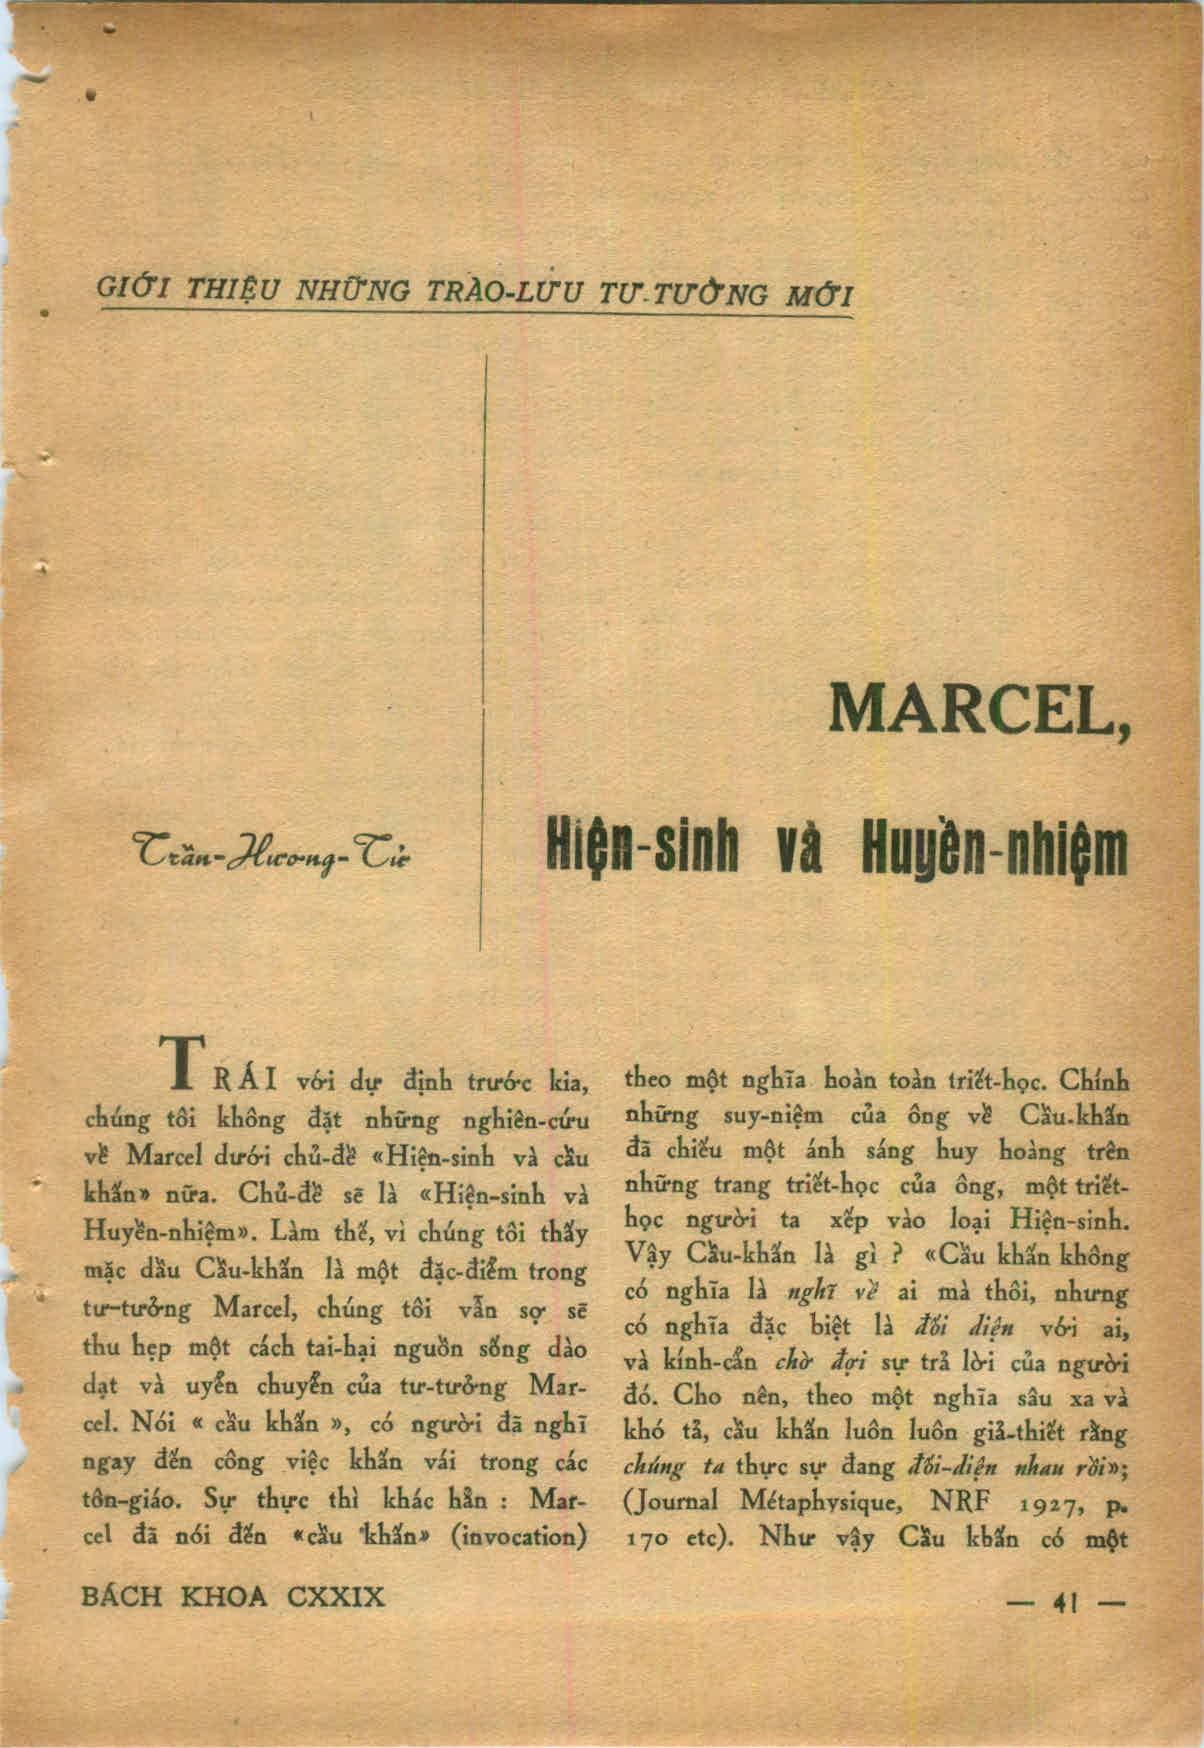 GIỚI THIỆU NHỮNG TRÀO-LƯU TƯ-TƯỞNG MỚI
MARCEL,
Trần-Hương-Tử
Hiện-sinh và Huyền-nhiệm
TRÁI với dự định trước kia,
chúng tôi không đặt những nghiên-cứu
về Marcel dưới chủ-đề «Hiện-sinh và cầu
khẩn» nữa. Chủ-đề sẽ là «Hiện-sinh và
Huyền-nhiệm». Làm thế, vì chúng tôi thấy
mặc dầu Cầu-khẩn là một đặc-điểm trong
tư-tưởng Marcel, chúng tôi vẫn sợ sẽ
thu hẹp một cách tai-hại nguồn sống dào
dạt và uyển chuyển của tư-tưởng Mar-
cel. Nói « cầu khẩn », có người đã nghĩ
ngay đến công việc khấn vái trong các
tôn-giáo. Sự thực thì khác hẳn : Mar-
cel đã nói đến «cầu khẩn» (invocation)
theo một nghĩa hoàn toàn triết-học. Chính
những suy-niệm của ông về Cầu-khẩn
đã chiếu một ánh sáng huy hoàng trên
những trang triết-học của ông, một triết-
học người ta xếp vào loại Hiện-sinh.
Vậy Cầu-khẩn là gì ? «Cầu khẩn không
có nghĩa là nghĩ về ai mà thôi, nhưng
có nghĩa đặc biệt là đối diện với ai,
và kính-cẩn chờ đợi sự trả lời của người
đó. Cho nên, theo một nghĩa sâu xa và
khó tả, cầu khẩn luôn luôn giả-thiết rằng
chúng ta thực sự đang đối-diện nhau rồi»;
(Journal Métaphysique, NRF 1927, p.
170 etc). Như vậy Cầu khẩn có một
BÁCH KHOA CXXIX
— 41 —